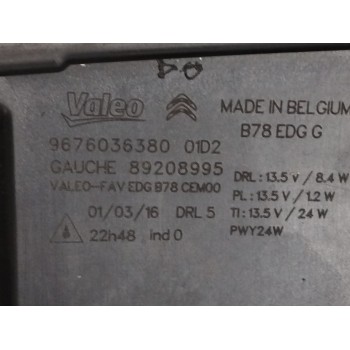 Valeo
MADE IN BELGIUM
B78 EDG G
9676036380 01D2
GAUCHE 89208995
VALEO-FAV EDG B78 CEM00
DRL : 13.5 V / 8.4 W
PL : 13.5 V / 1.2 W
TI : 13.5 V / 24 W
PWY24W
01/03/16 DRL 5
22h48 ind 0